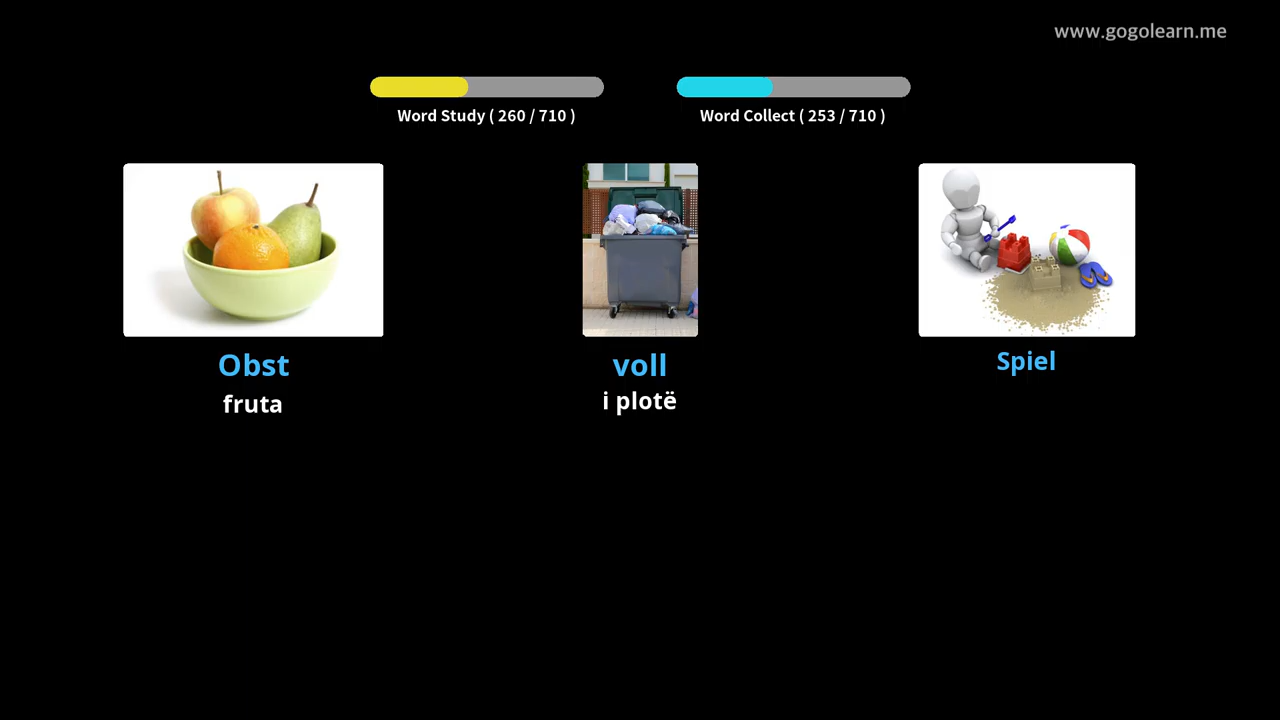 www.gogolearn.me
Word Study ( 260 / 710 )
Word Collect ( 253 / 710 )
Obst
voll
Spiel
fruta
i plotë